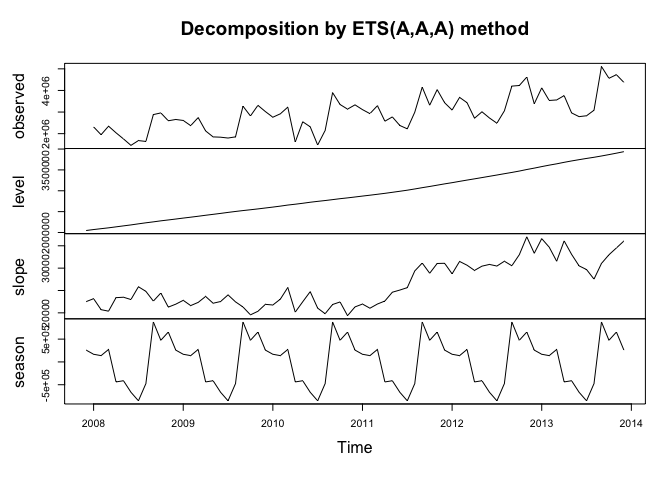 Decomposition by ETS(A,A,A) method
observed
2e+06
4e+06
level
2000000
3500000
slope
20000
30000
season
-5e+05
5e+05
2008 2009 2010 2011 2012 2013 2014
Time